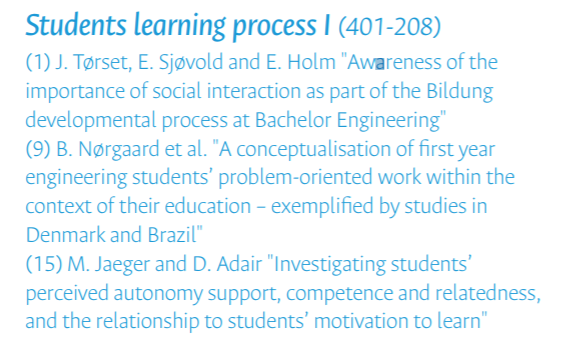 Students learning process I (401-208)
(1) J. Tørset, E. Sjøvold and E. Holm "Awareness of the
importance of social interaction as part of the Bildung
developmental process at Bachelor Engineering"
(9) B. Nørgaard et al. "A conceptualisation of first year
engineering students’ problem-oriented work within the
context of their education – exemplified by studies in
Denmark and Brazil"
(15) M. Jaeger and D. Adair "Investigating students’
perceived autonomy support, competence and relatedness,
and the relationship to students’ motivation to learn"